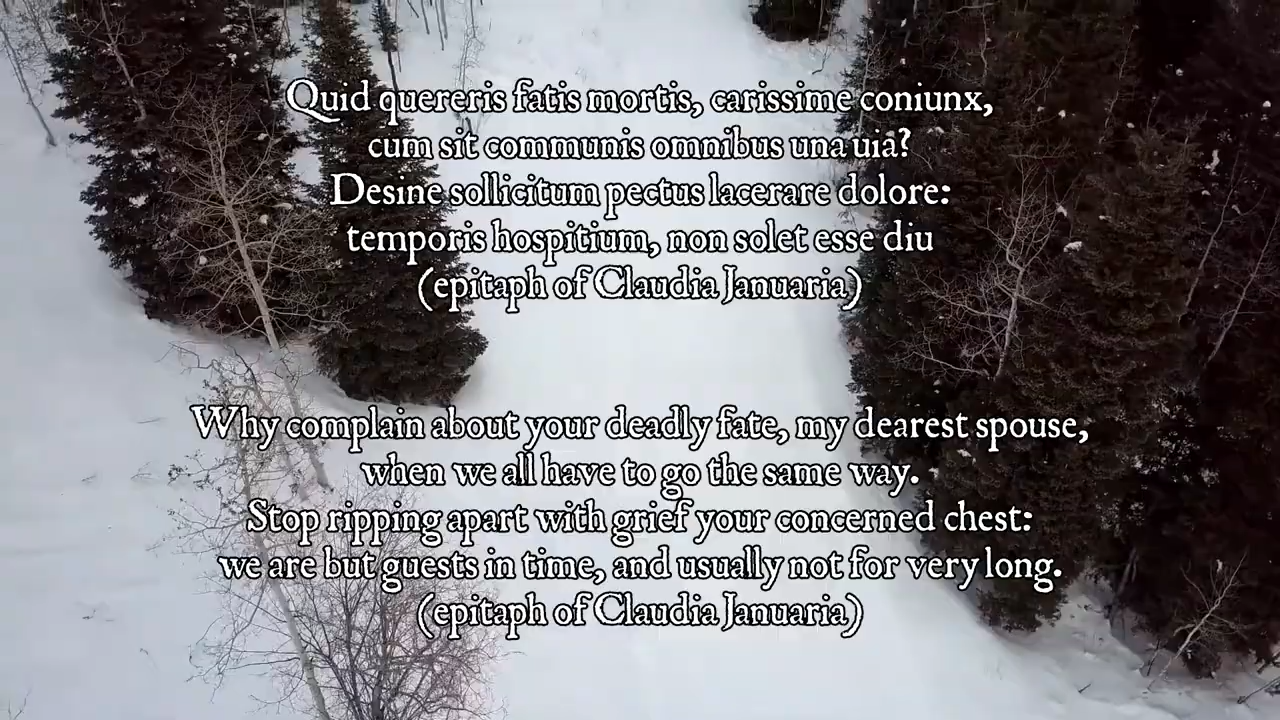 Quid quereris fatis mortis, carissime coniunx,
cum sit communis omnibus una uia?
Desine sollicitum pectus lacerare dolore:
temporis hospitium, non solet esse diu
(epitaph of Claudia Januaria)
Why complain about your deadly fate, my dearest spouse,
when we all have to go the same way.
Stop ripping apart with grief your concerned chest:
we are but guests in time, and usually not for very long.
(epitaph of Claudia Januaria)